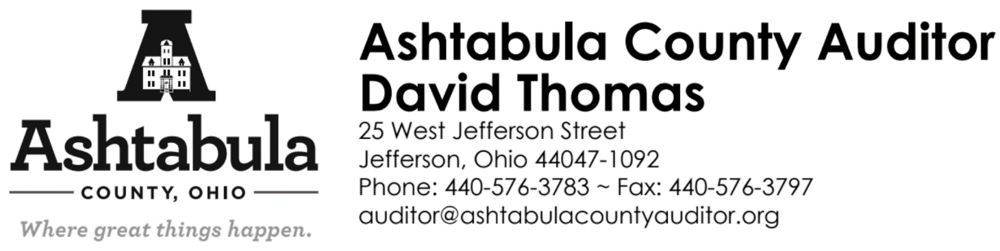 Ashtabula
COUNTY, OHIO
Where great things happen.
Ashtabula County Auditor
David Thomas
25 West Jefferson Street
Jefferson, Ohio 44047-1092
Phone: 440-576-3783 ~ Fax: 440-576-3797
auditor@ashtabulacountyauditor.org